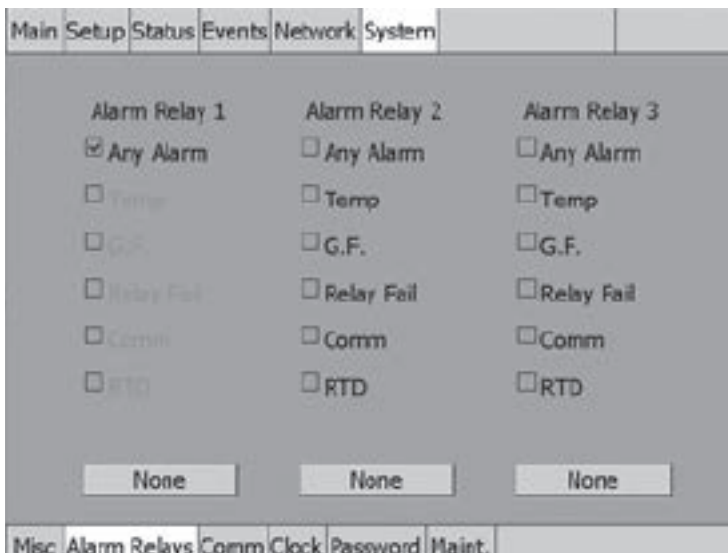 Main Setup Status Events Network System
Alarm Relay 1 Alarm Relay 2 Alarm Relay 3
Any Alarm Any Alarm Any Alarm
Temp Temp Temp
G.F. G.F. G.F.
Relay Fail Relay Fail Relay Fail
Comm Comm Comm
RTD RTD RTD
None None None
Misc Alarm Relays Comm Clock Password Maint.